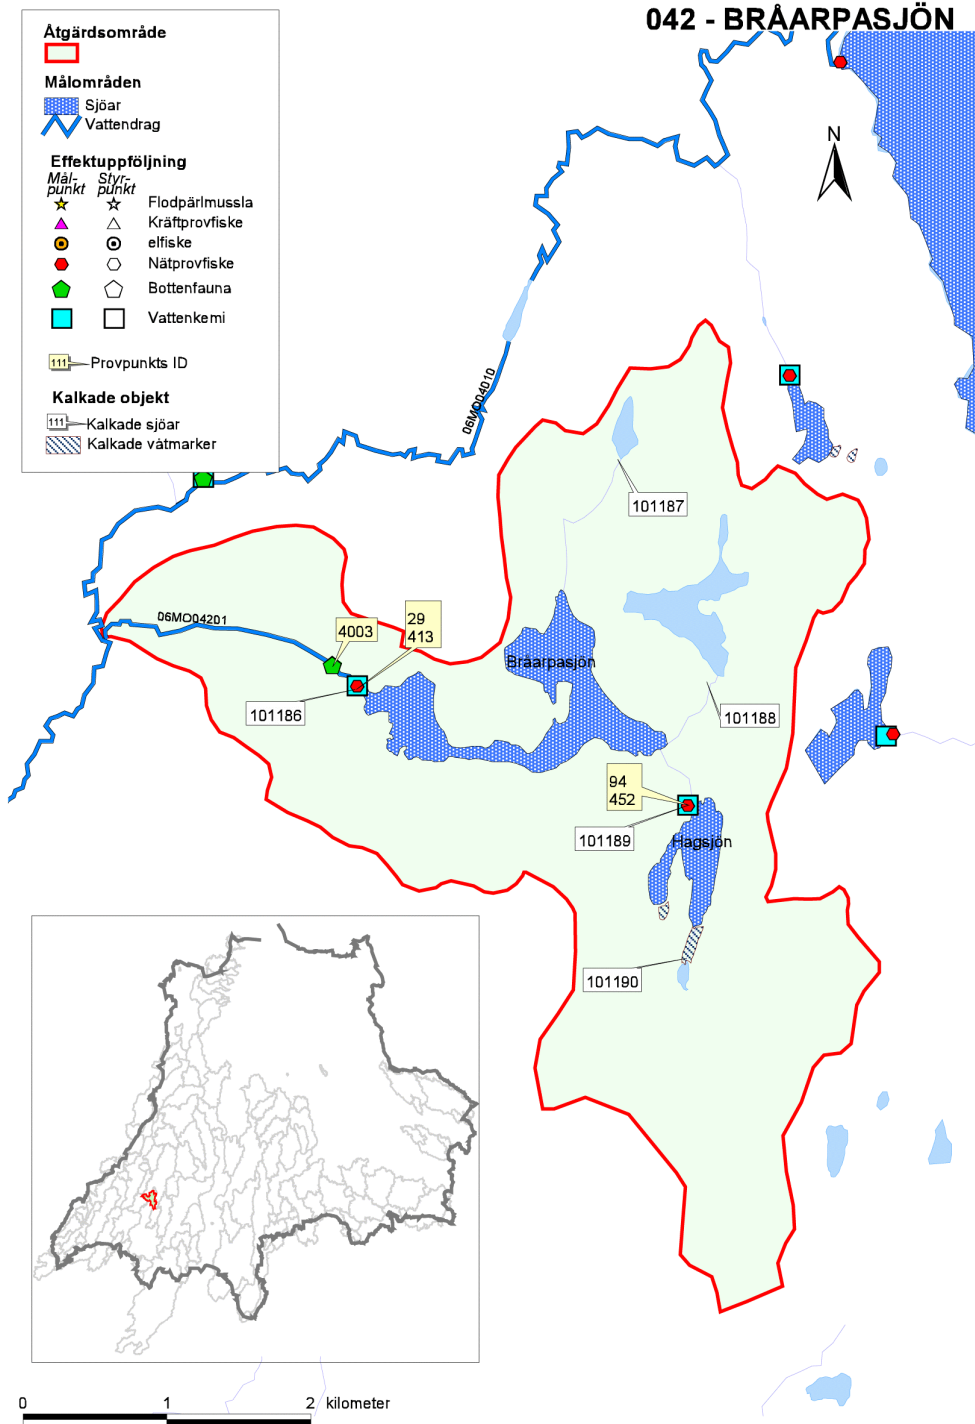 042 - BRÅARPASJÖN
Åtgärdsområde
Målområden
Sjöar
Vattendrag
Effektuppföljning
Mål-
punkt
Styr-
punkt
Flodpärlmussla
Kräftprovfiske
elfiske
Nätprovfiske
Bottenfauna
Vattenkemi
111
Provpunkts ID
Kalkade objekt
111
Kalkade sjöar
Kalkade våtmarker
N
06MO04010
101187
06MO04201
4003
29
413
Bråarpasjön
101186
101188
94
452
101189
Hagsjön
101190
0 1 2 kilometer